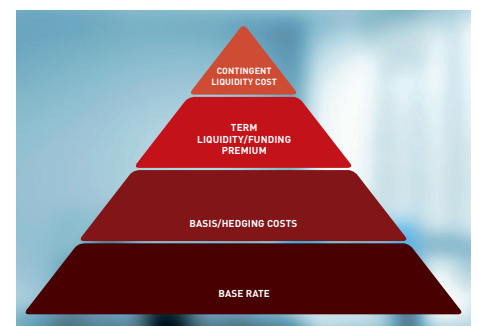 CONTINGENT
LIQUIDITY COST
TERM
LIQUIDITY/FUNDING
PREMIUM
BASIS/HEDGING COSTS
BASE RATE